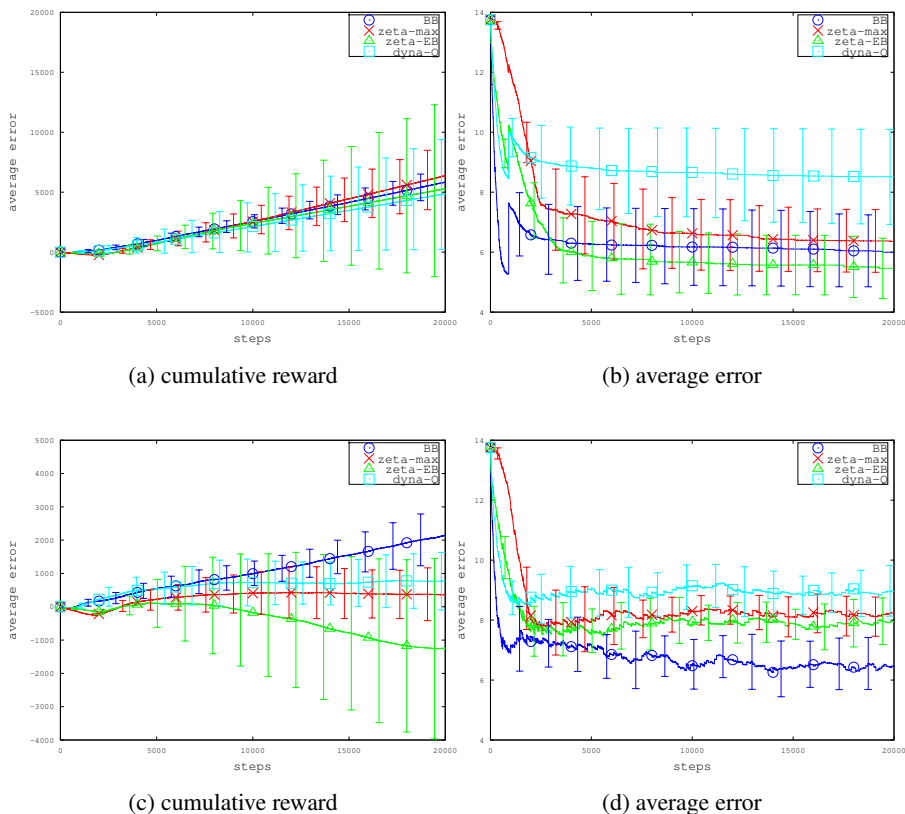 20000
15000
10000
5000
0
-5000
average error
0
5000
10000
15000
20000
steps
BB
zeta-max
zeta-EB
dyna-Q
(a) cumulative reward
14
12
10
8
6
4
average error
0
5000
10000
15000
20000
steps
BB
zeta-max
zeta-EB
dyna-Q
(b) average error
5000
4000
3000
2000
1000
0
-1000
-2000
-3000
-4000
average error
0
5000
10000
15000
20000
steps
BB
zeta-max
zeta-EB
dyna-Q
(c) cumulative reward
14
12
10
8
6
4
average error
0
5000
10000
15000
20000
steps
BB
zeta-max
zeta-EB
dyna-Q
(d) average error